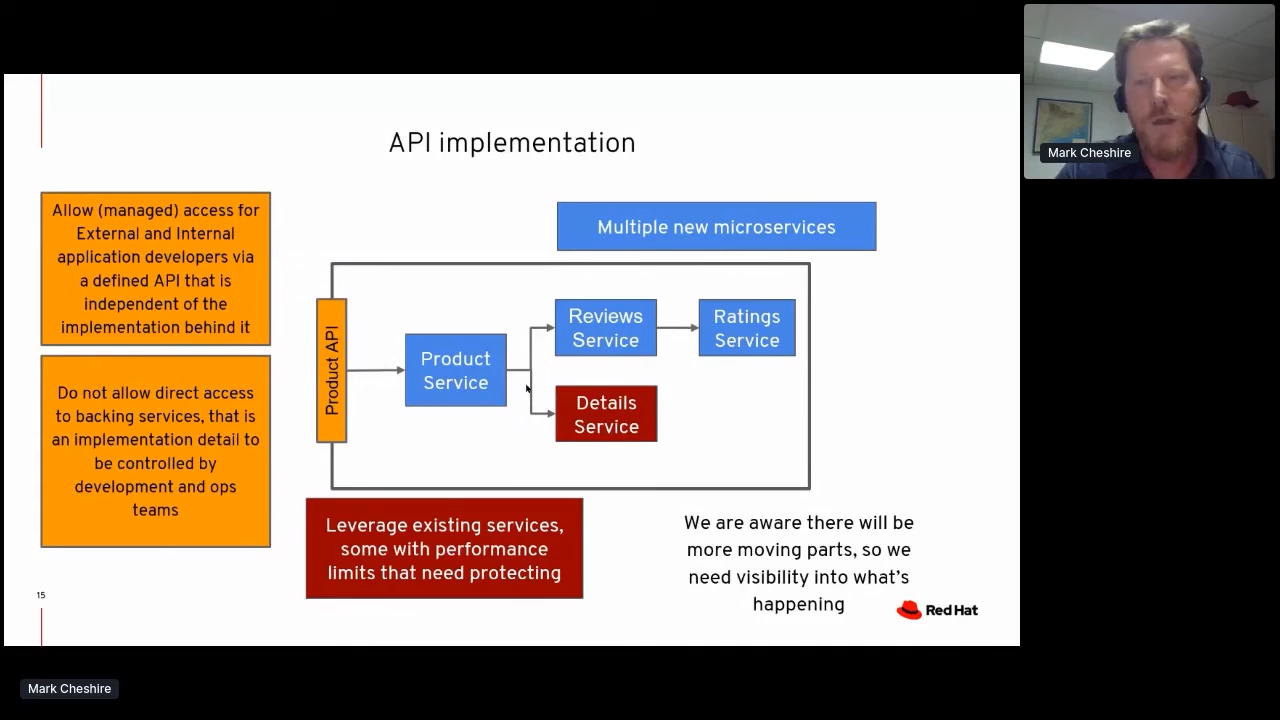 API implementation
Allow (managed) access for
External and Internal
application developers via
a defined API that is
independent of the
implementation behind it
Do not allow direct access
to backing services, that is
an implementation detail to
be controlled by
development and ops
teams
Multiple new microservices
Product API
Product
Service
Reviews
Service
Ratings
Service
Details
Service
Leverage existing services,
some with performance
limits that need protecting
We are aware there will be
more moving parts, so we
need visibility into what's
happening
15
Red Hat
Mark Cheshire
Mark Cheshire